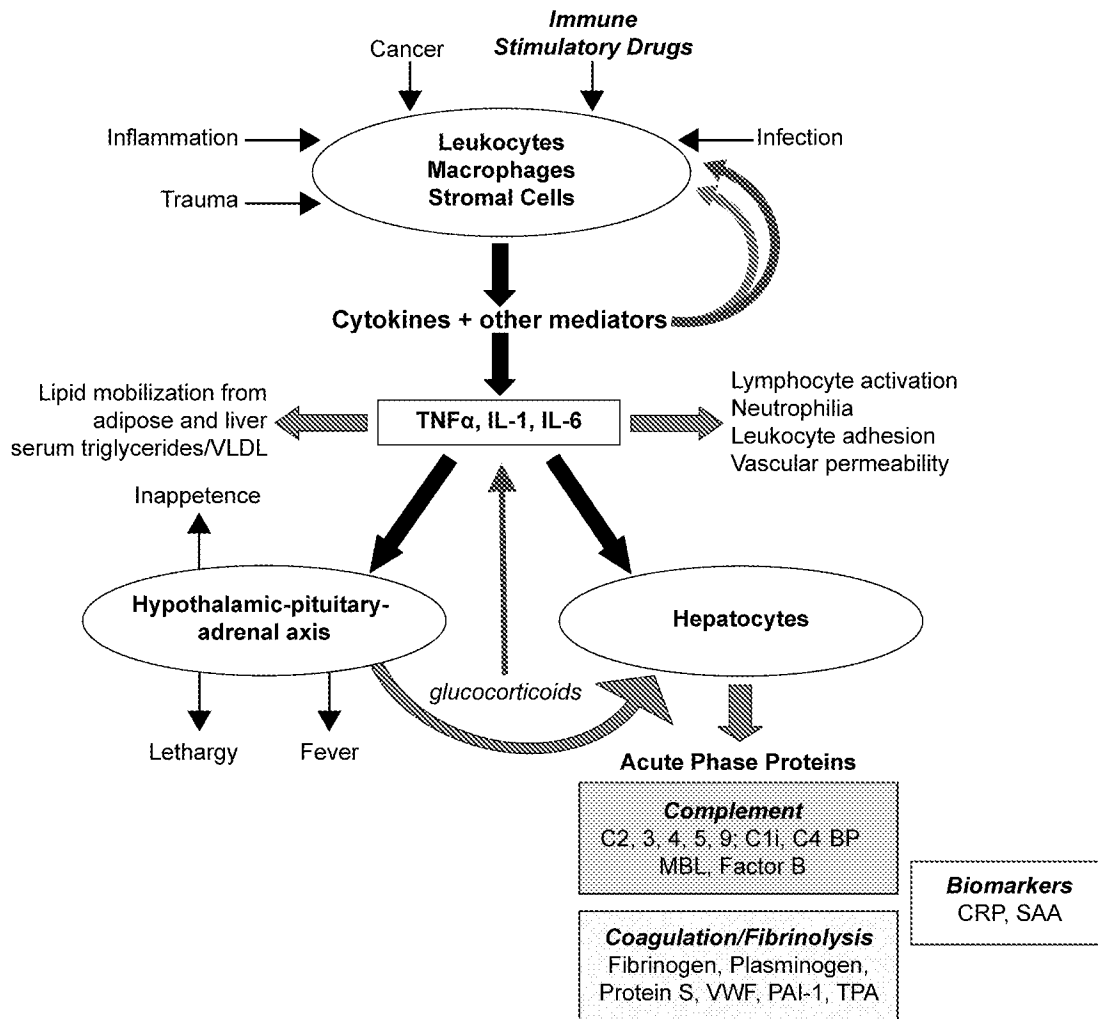 Immune
Stimulatory Drugs
Cancer
Inflammation
Infection
Leukocytes
Macrophages
Stromal Cells
Trauma
Cytokines + other mediators
Lipid mobilization from
adipose and liver
serum triglycerides/VLDL
TNFα, IL-1, IL-6
Lymphocyte activation
Neutrophilia
Leukocyte adhesion
Vascular permeability
Inappetence
Hypothalamic-pituitary-
adrenal axis
Hepatocytes
glucocorticoids
Lethargy
Fever
Acute Phase Proteins
Complement
C2, 3, 4, 5, 9; C1i, C4 BP
MBL, Factor B
Biomarkers
CRP, SAA
Coagulation/Fibrinolysis
Fibrinogen, Plasminogen,
Protein S, VWF, PAI-1, TPA